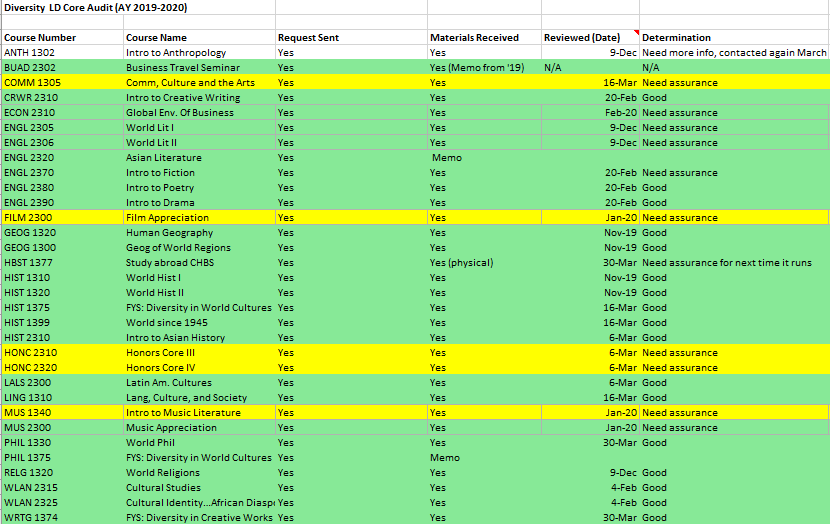 Diversity LD Core Audit (AY 2019-2020)
Course Number Course Name Request Sent Materials Received Reviewed (Date) Determination
ANTH 1302 Intro to Anthropology Yes Yes 9-Dec Need more info, contacted again March
BUAD 2302 Business Travel Seminar Yes Yes (Memo from '19) N/A N/A
COMM 1305 Comm, Culture and the Arts Yes Yes 16-Mar Need assurance
CRWR 2310 Intro to Creative Writing Yes Yes 20-Feb Good
ECON 2310 Global Env. Of Business Yes Yes Feb-20 Need assurance
ENGL 2305 World Lit I Yes Yes 9-Dec Need assurance
ENGL 2306 World Lit II Yes Yes 9-Dec Need assurance
ENGL 2320 Asian Literature Yes Memo
ENGL 2370 Intro to Fiction Yes Yes 20-Feb Need assurance
ENGL 2380 Intro to Poetry Yes Yes 20-Feb Good
ENGL 2390 Intro to Drama Yes Yes 20-Feb Good
FILM 2300 Film Appreciation Yes Yes Jan-20 Need assurance
GEOG 1320 Human Geography Yes Yes Nov-19 Good
GEOG 1300 Geog of World Regions Yes Yes Nov-19 Good
HBST 1377 Study abroad CHBS Yes Yes (physical) 30-Mar Need assurance for next time it runs
HIST 1310 World Hist I Yes Yes Nov-19 Good
HIST 1320 World Hist II Yes Yes Nov-19 Good
HIST 1375 FYS: Diversity in World Cultures Yes Yes 16-Mar Good
HIST 1399 World since 1945 Yes Yes 16-Mar Good
HIST 2310 Intro to Asian History Yes Yes 6-Mar Good
HONC 2310 Honors Core III Yes Yes 6-Mar Need assurance
HONC 2320 Honors Core IV Yes Yes 6-Mar Need assurance
LALS 2300 Latin Am. Cultures Yes Yes 6-Mar Good
LING 1310 Lang, Culture, and Society Yes Yes 16-Mar Good
MUS 1340 Intro to Music Literature Yes Yes Jan-20 Need assurance
MUS 2300 Music Appreciation Yes Yes Jan-20 Need assurance
PHIL 1330 World Phil Yes Yes 30-Mar Good
PHIL 1375 FYS: Diversity in World Cultures Yes Memo
RELG 1320 World Religions Yes Yes 9-Dec Good
WLAN 2315 Cultural Studies Yes Yes 4-Feb Good
WLAN 2325 Cultural Identity...African Diasp Yes Yes 4-Feb Good
WRTG 1374 FYS: Diversity in Creative Works Yes Yes 30-Mar Good